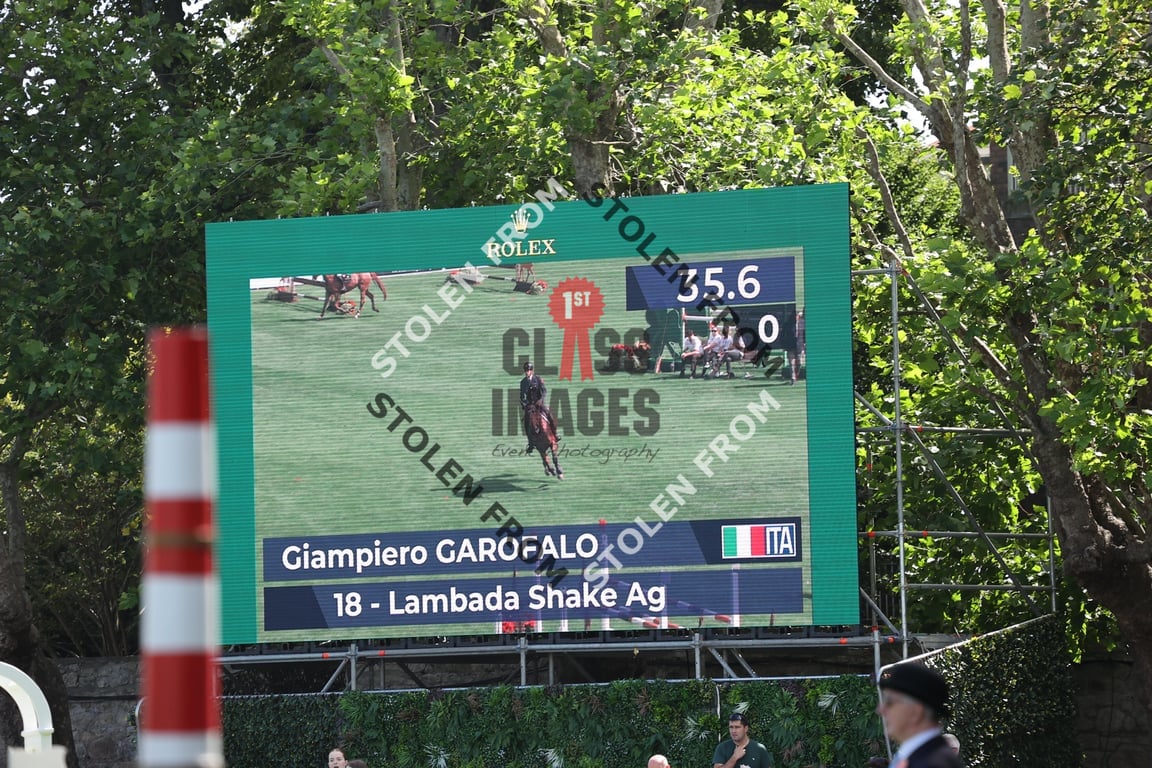 ROLEX
35.6
0
1ST
CLASS
IMAGES
Event Photography
STOLEN FROM
STOLEN FROM
STOLEN FROM
STOLEN FROM
Giampiero GAROFALO
ITA
18 - Lambada Shake Ag